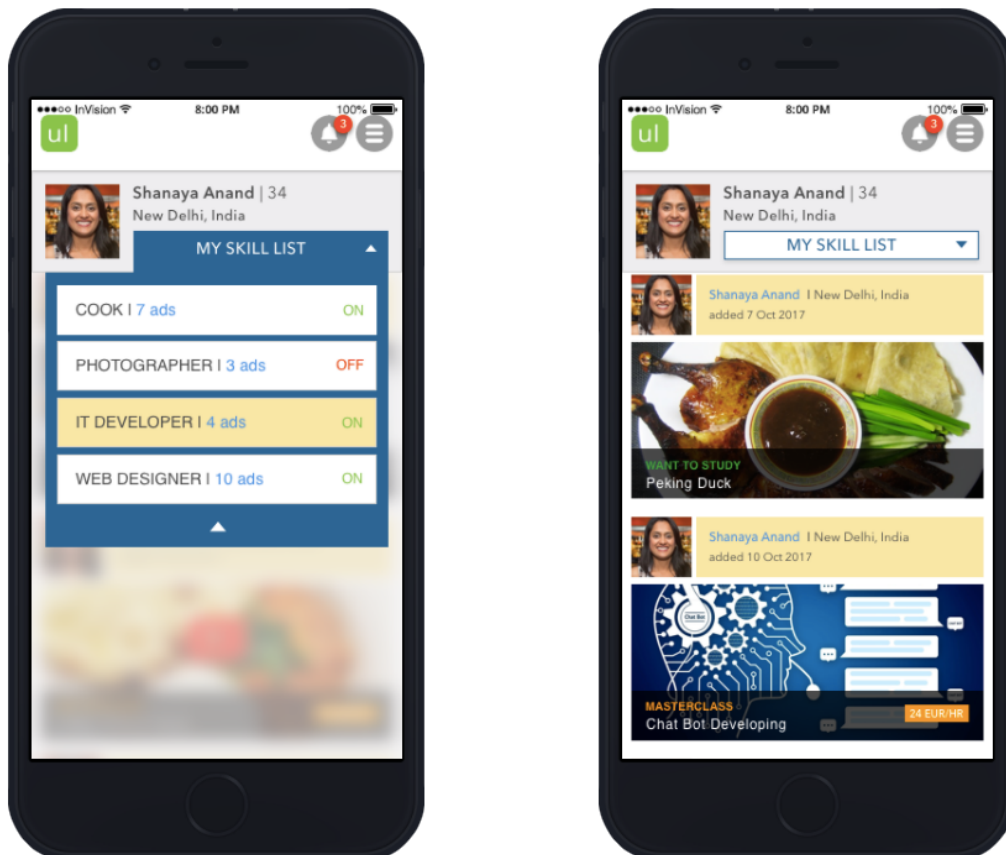 InVision 8:00 PM 100%
ul 3
Shanaya Anand | 34
New Delhi, India
MY SKILL LIST
COOK I 7 ads ON
PHOTOGRAPHER I 3 ads OFF
IT DEVELOPER I 4 ads ON
WEB DESIGNER I 10 ads ON
InVision 8:00 PM 100%
ul 3
Shanaya Anand | 34
New Delhi, India
MY SKILL LIST
Shanaya Anand I New Delhi, India
added 7 Oct 2017
WANT TO STUDY
Peking Duck
Shanaya Anand I New Delhi, India
added 10 Oct 2017
Chat Bot
MASTERCLASS
Chat Bot Developing 24 EUR/HR